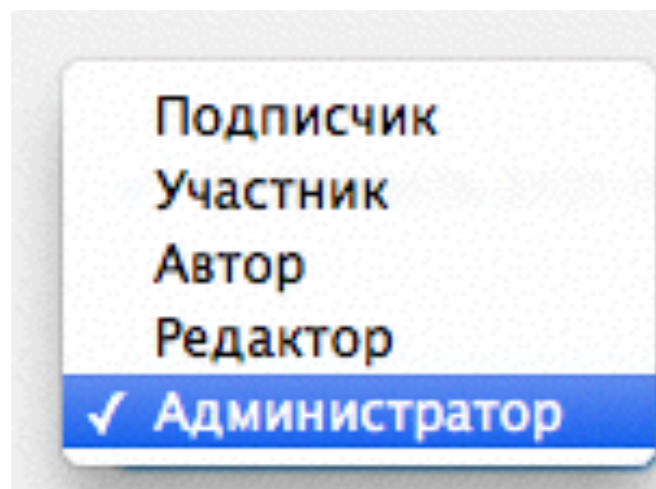 Подписчик
Участник
Автор
Редактор
✓ Администратор